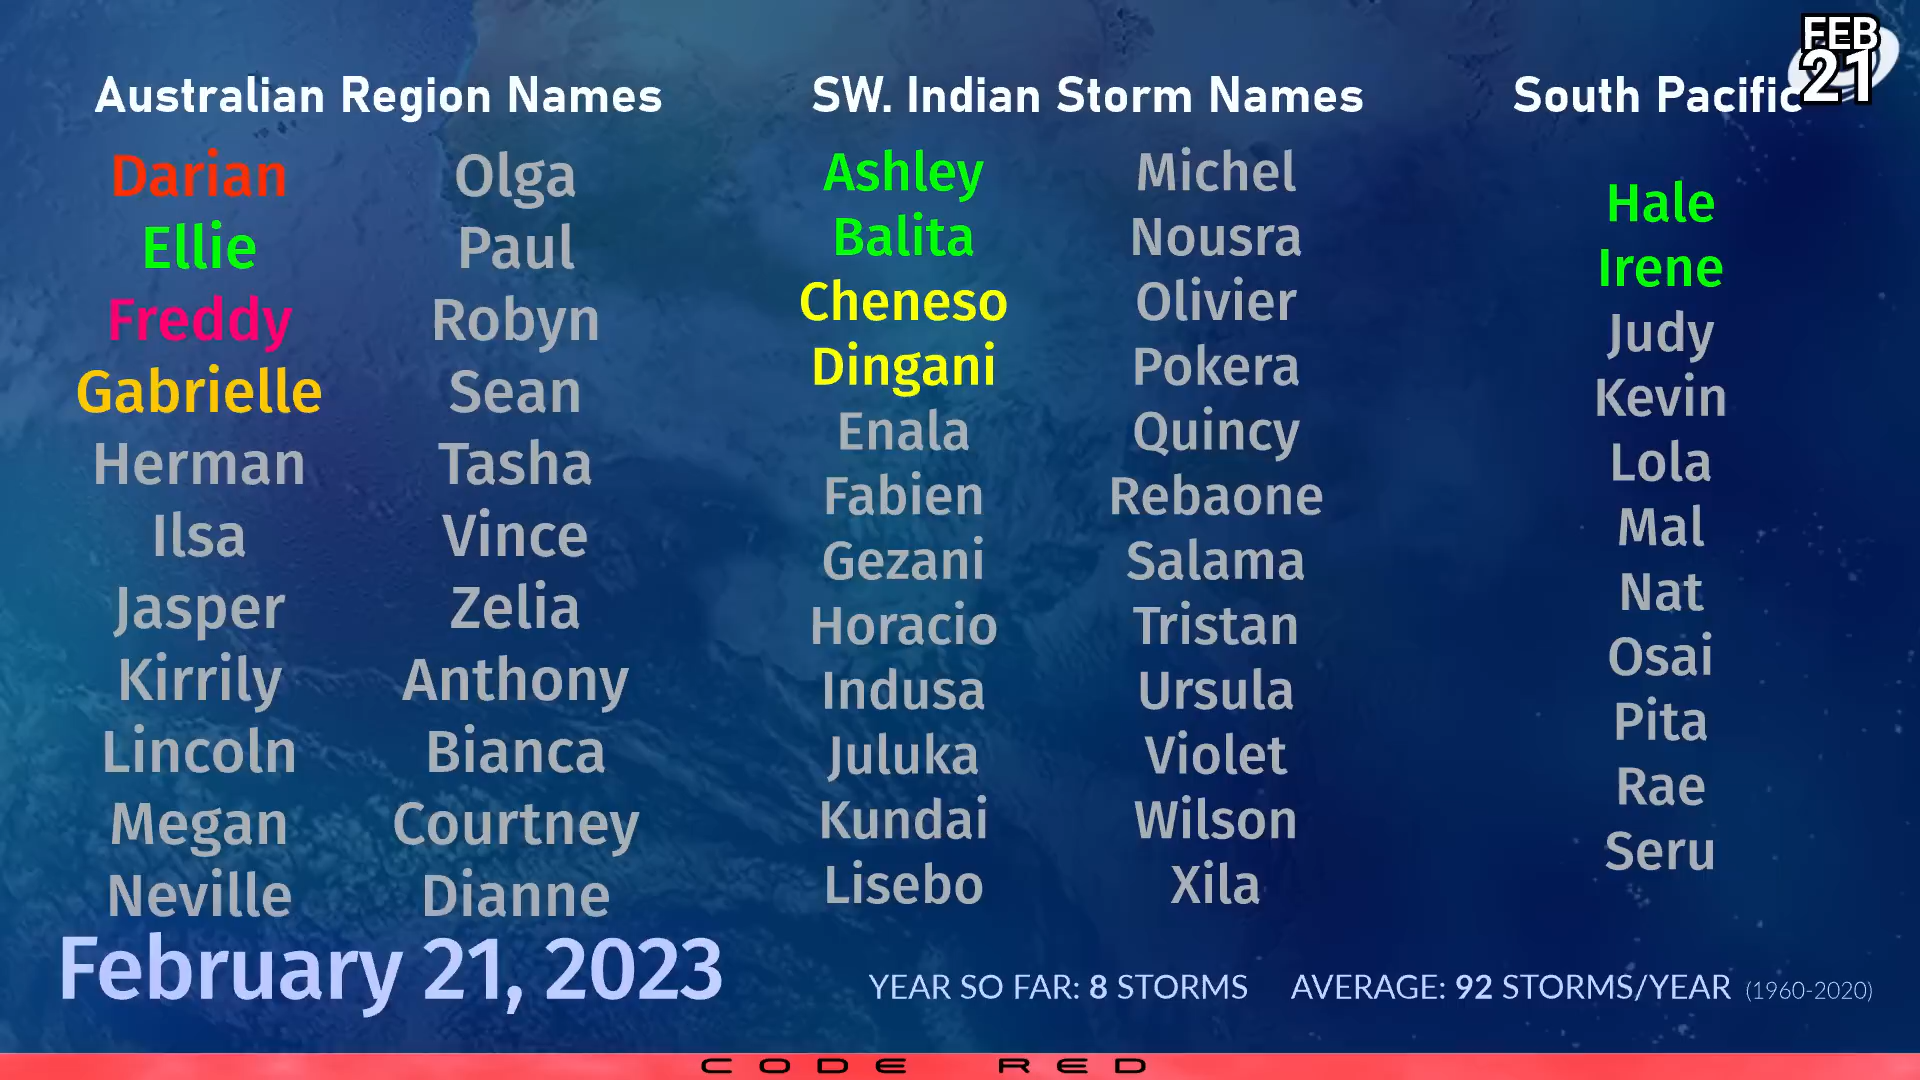 FEB
21
Australian Region Names
Darian
Ellie
Freddy
Gabrielle
Herman
Ilsa
Jasper
Kirrily
Lincoln
Megan
Neville
Olga
Paul
Robyn
Sean
Tasha
Vince
Zelia
Anthony
Bianca
Courtney
Dianne
SW. Indian Storm Names
Ashley
Balita
Cheneso
Dingani
Enala
Fabien
Gezani
Horacio
Indusa
Juluka
Kundai
Lisebo
Michel
Nousra
Olivier
Pokera
Quincy
Rebaone
Salama
Tristan
Ursula
Violet
Wilson
Xila
South Pacific
Hale
Irene
Judy
Kevin
Lola
Mal
Nat
Osai
Pita
Rae
Seru
February 21, 2023
YEAR SO FAR: 8 STORMS AVERAGE: 92 STORMS/YEAR (1960-2020)
CODE RED